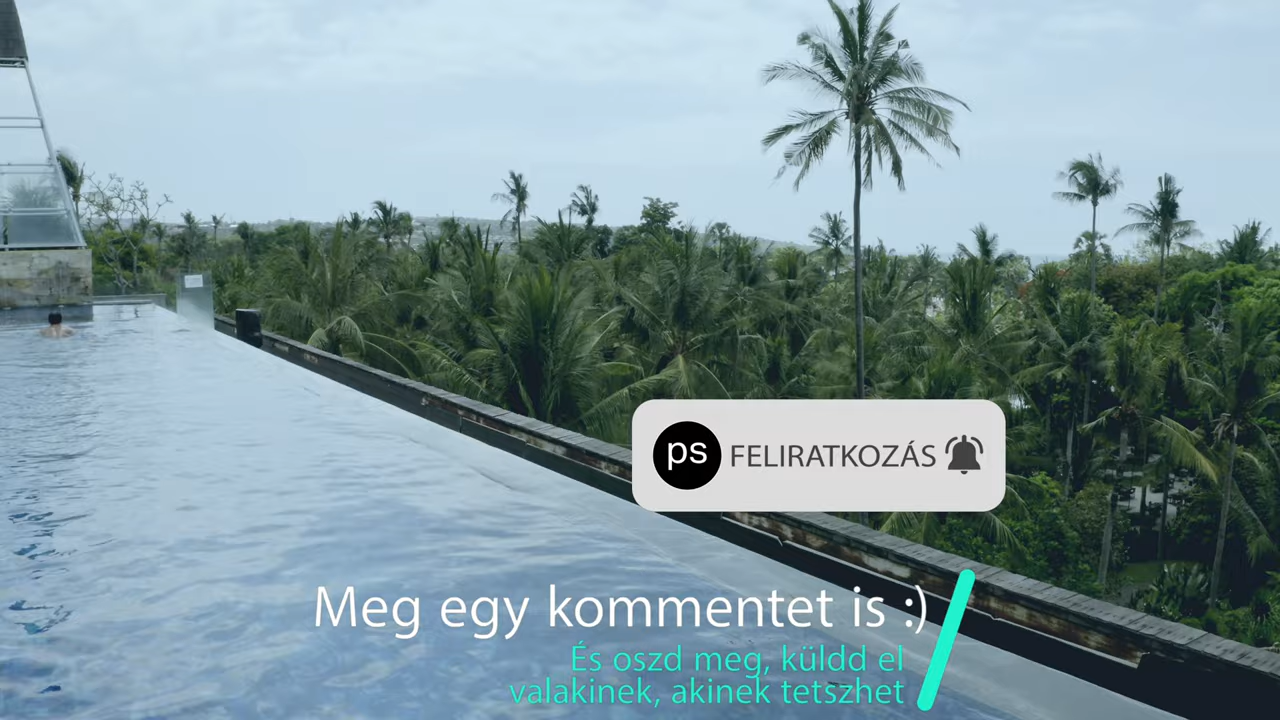 ps FELIRATKOZÁS
Meg egy kommentet is :)
És oszd meg, küldd el
valakinek, akinek tetszhet